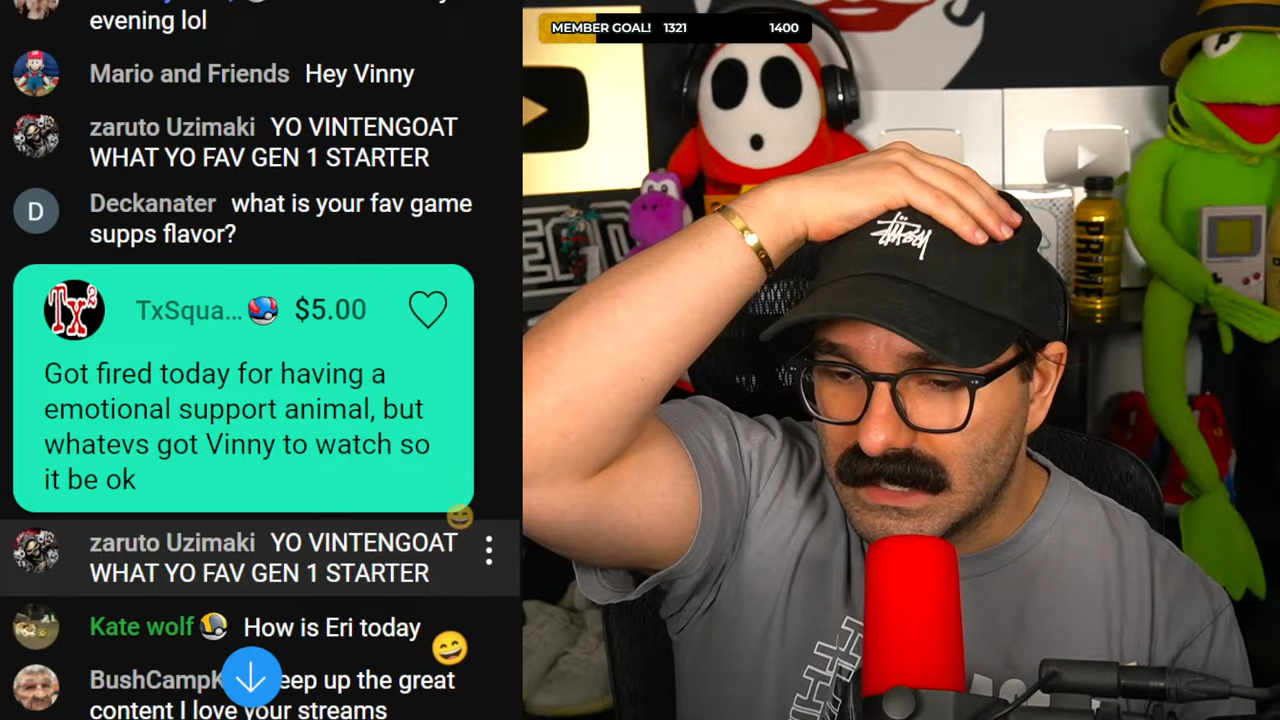 evening lol
Mario and Friends Hey Vinny
zaruto Uzimaki YO VINTENGOAT
WHAT YO FAV GEN 1 STARTER
D
Deckanater what is your fav game
supps flavor?
TX²
TxSqua... $5.00
Got fired today for having a
emotional support animal, but
whatevs got Vinny to watch so
it be ok
zaruto Uzimaki YO VINTENGOAT
WHAT YO FAV GEN 1 STARTER
Kate wolf How is Eri today
eep up the great
content I love your streams
MEMBER GOAL! 1321 1400
Stüssy
PRIME